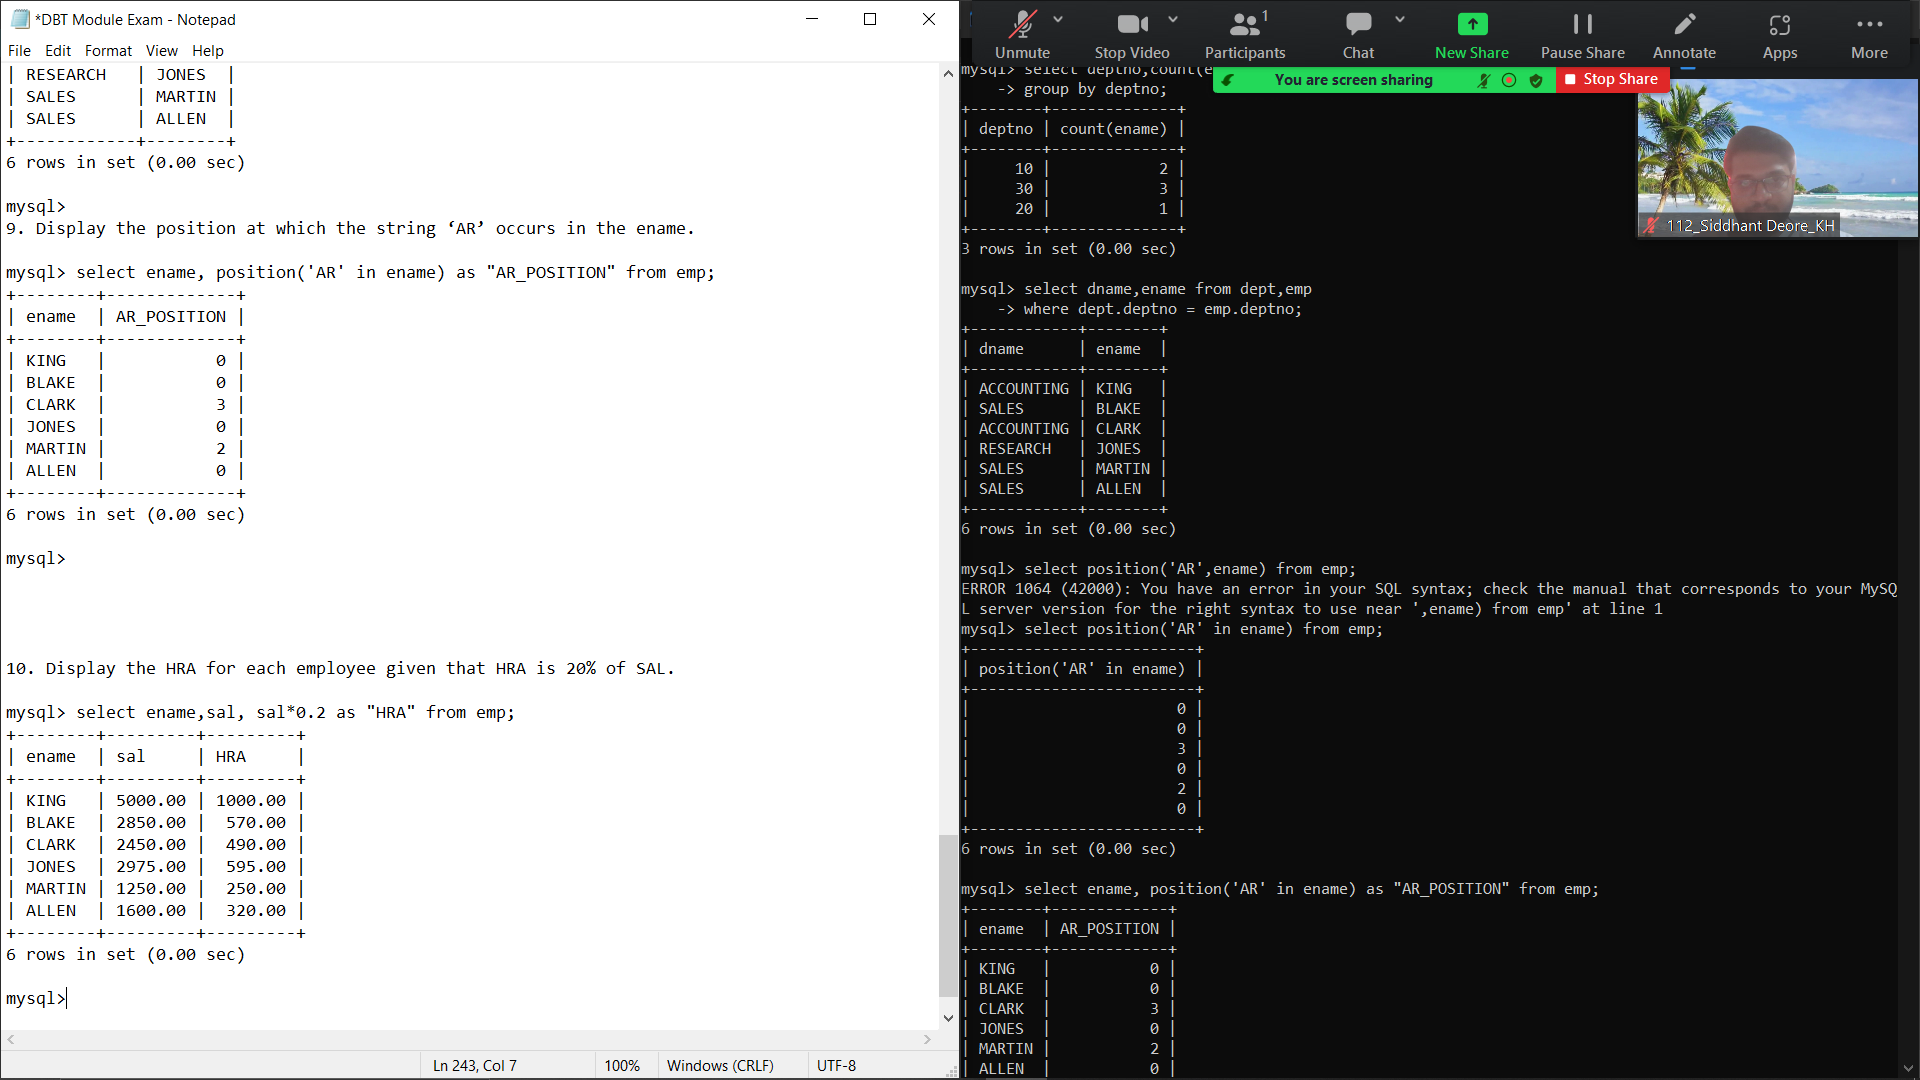 *DBT Module Exam - Notepad
File Edit Format View Help
| RESEARCH   | JONES  |
| SALES      | MARTIN |
| SALES      | ALLEN  |
+------------+--------+
6 rows in set (0.00 sec)
mysql>
9. Display the position at which the string ‘AR’ occurs in the ename.
mysql> select ename, position('AR' in ename) as "AR_POSITION" from emp;
+--------+-------------+
| ename  | AR_POSITION |
+--------+-------------+
| KING   |           0 |
| BLAKE  |           0 |
| CLARK  |           3 |
| JONES  |           0 |
| MARTIN |           2 |
| ALLEN  |           0 |
+--------+-------------+
6 rows in set (0.00 sec)
mysql>
10. Display the HRA for each employee given that HRA is 20% of SAL.
mysql> select ename,sal, sal*0.2 as "HRA" from emp;
+--------+---------+---------+
| ename  | sal     | HRA     |
+--------+---------+---------+
| KING   | 5000.00 | 1000.00 |
| BLAKE  | 2850.00 |  570.00 |
| CLARK  | 2450.00 |  490.00 |
| JONES  | 2975.00 |  595.00 |
| MARTIN | 1250.00 |  250.00 |
| ALLEN  | 1600.00 |  320.00 |
+--------+---------+---------+
6 rows in set (0.00 sec)
mysql>
Ln 243, Col 7 100% Windows (CRLF) UTF-8
1
Unmute Stop Video Participants Chat New Share Pause Share Annotate Apps More
You are screen sharing Stop Share
112_Siddhant Deore_KH
mysql> select deptno,count(e
    -> group by deptno;
+--------+--------------+
| deptno | count(ename) |
+--------+--------------+
|     10 |            2 |
|     30 |            3 |
|     20 |            1 |
+--------+--------------+
3 rows in set (0.00 sec)
mysql> select dname,ename from dept,emp
    -> where dept.deptno = emp.deptno;
+------------+--------+
| dname      | ename  |
+------------+--------+
| ACCOUNTING | KING   |
| SALES      | BLAKE  |
| ACCOUNTING | CLARK  |
| RESEARCH   | JONES  |
| SALES      | MARTIN |
| SALES      | ALLEN  |
+------------+--------+
6 rows in set (0.00 sec)
mysql> select position('AR',ename) from emp;
ERROR 1064 (42000): You have an error in your SQL syntax; check the manual that corresponds to your MySQ
L server version for the right syntax to use near ',ename) from emp' at line 1
mysql> select position('AR' in ename) from emp;
+-------------------------+
| position('AR' in ename) |
+-------------------------+
|                       0 |
|                       0 |
|                       3 |
|                       0 |
|                       2 |
|                       0 |
+-------------------------+
6 rows in set (0.00 sec)
mysql> select ename, position('AR' in ename) as "AR_POSITION" from emp;
+--------+-------------+
| ename  | AR_POSITION |
+--------+-------------+
| KING   |           0 |
| BLAKE  |           0 |
| CLARK  |           3 |
| JONES  |           0 |
| MARTIN |           2 |
| ALLEN  |           0 |